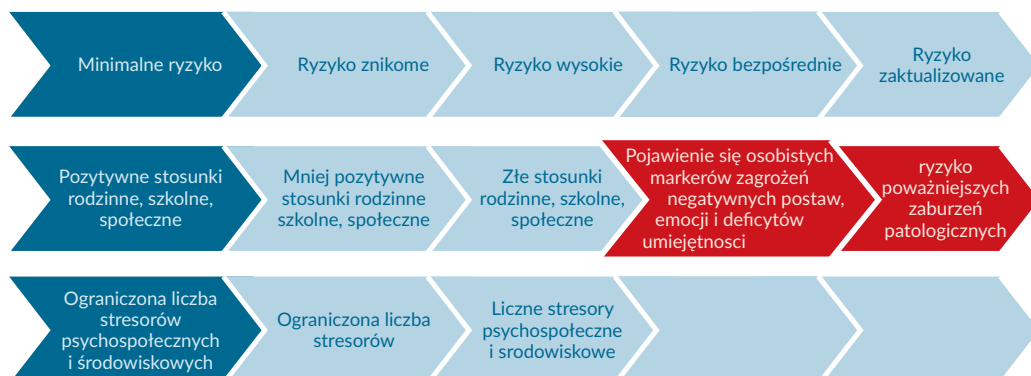 Minimalne ryzyko
Ryzyko znikome
Ryzyko wysokie
Ryzyko bezpośrednie
Ryzyko
zaktualizowane
Pozytywne stosunki
rodzinne, szkolne,
społeczne
Mniej pozytywne
stosunki rodzinne
szkolne, społeczne
Złe stosunki
rodzinne, szkolne,
społeczne
Pojawienie się osobistych
markerów zagrożeń
negatywnych postaw,
emocji i deficytów
umiejętnosci
ryzyko
poważniejszych
zaburzeń
patologicznych
Ograniczona liczba
stresorów
psychospołecznych
i środowiskowych
Ograniczona liczba
stresorów
Liczne stresory
psychospołeczne
i srodowiskowe